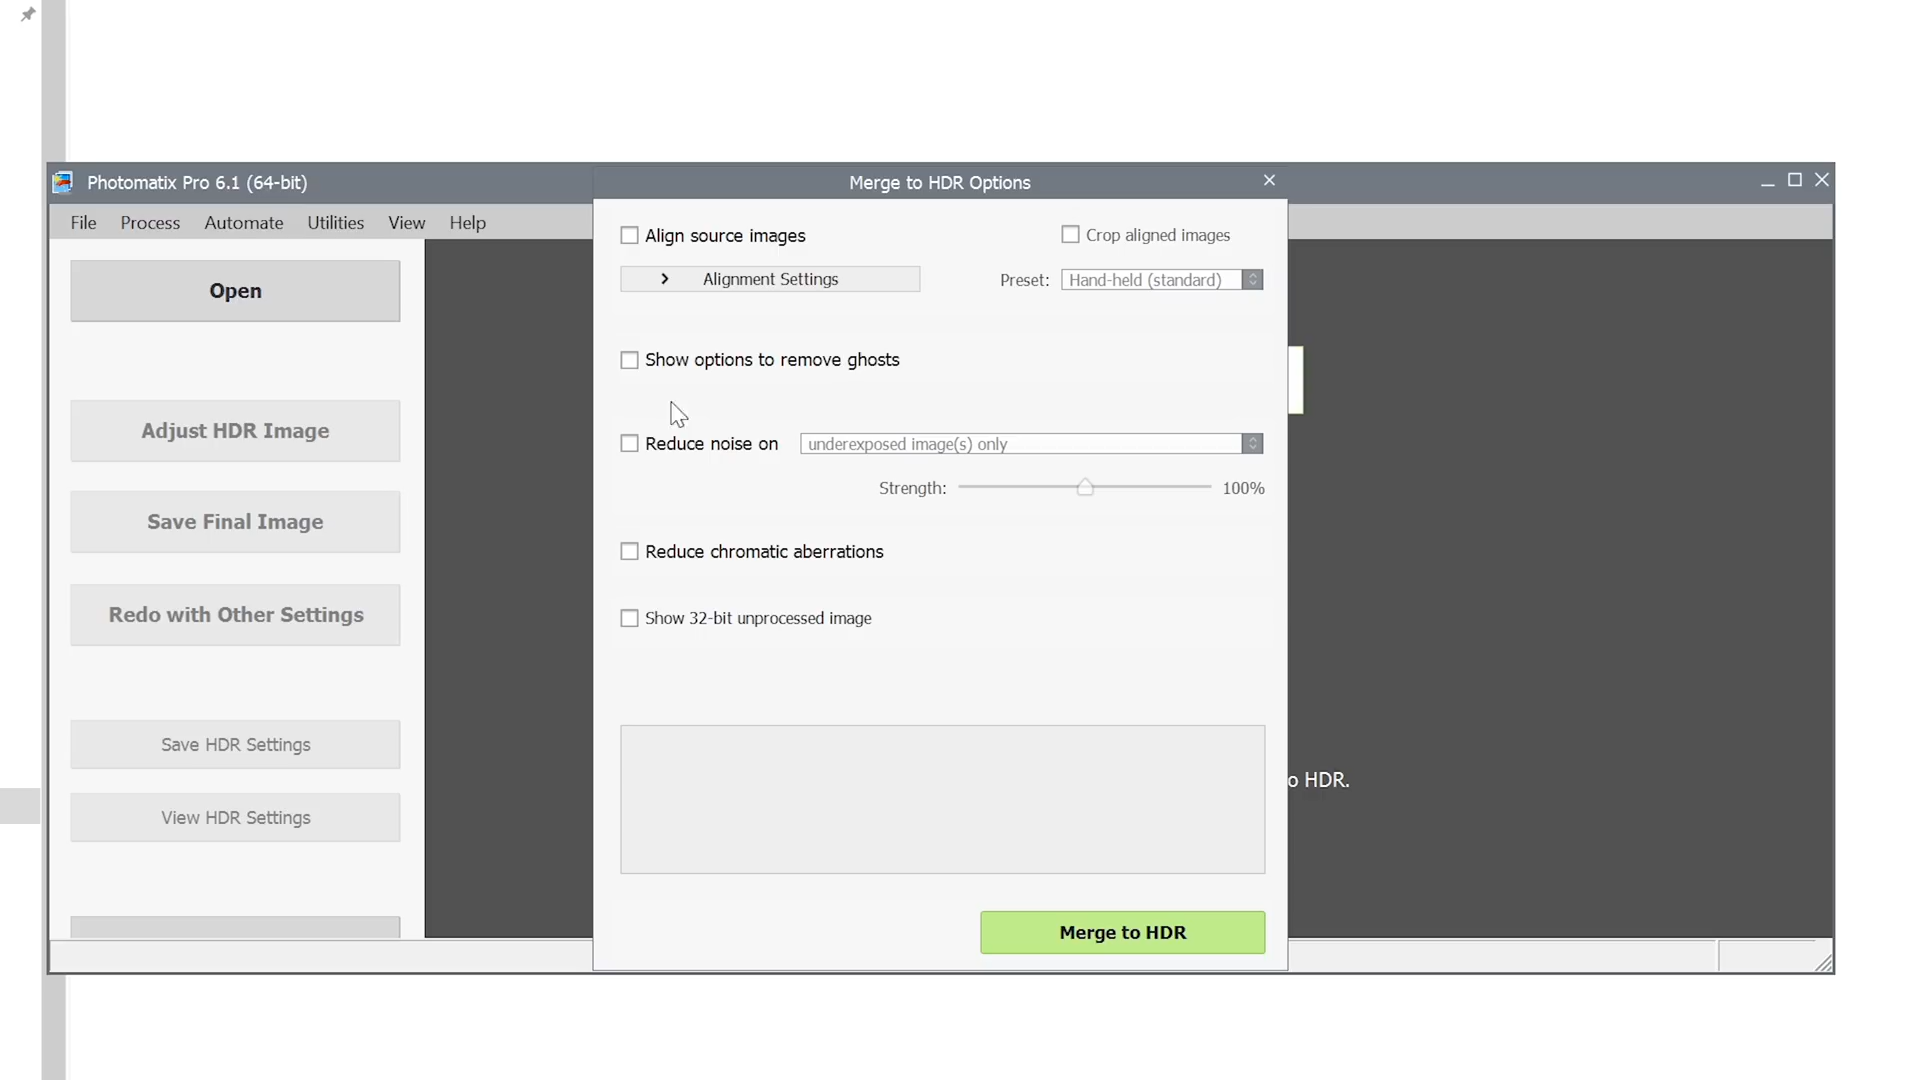 Photomatix Pro 6.1 (64-bit)
Merge to HDR Options
File Process Automate Utilities View Help
Open
Adjust HDR Image
Save Final Image
Redo with Other Settings
Save HDR Settings
View HDR Settings
Align source images
Crop aligned images
Alignment Settings
Preset: Hand-held (standard)
Show options to remove ghosts
Reduce noise on underexposed image(s) only
Strength: 100%
Reduce chromatic aberrations
Show 32-bit unprocessed image
o HDR.
Merge to HDR